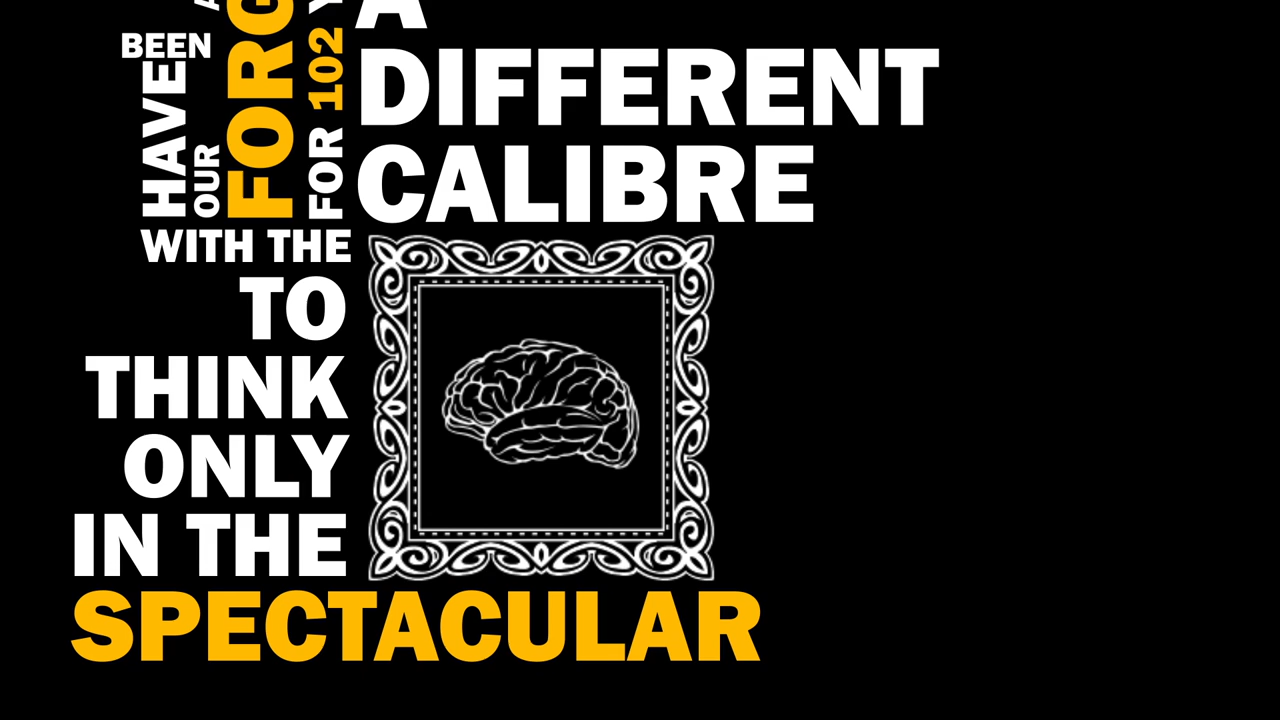 BEEN
HAVE
OUR
FOR 102
A
DIFFERENT
CALIBRE
WITH THE
TO
THINK
ONLY
IN THE
SPECTACULAR